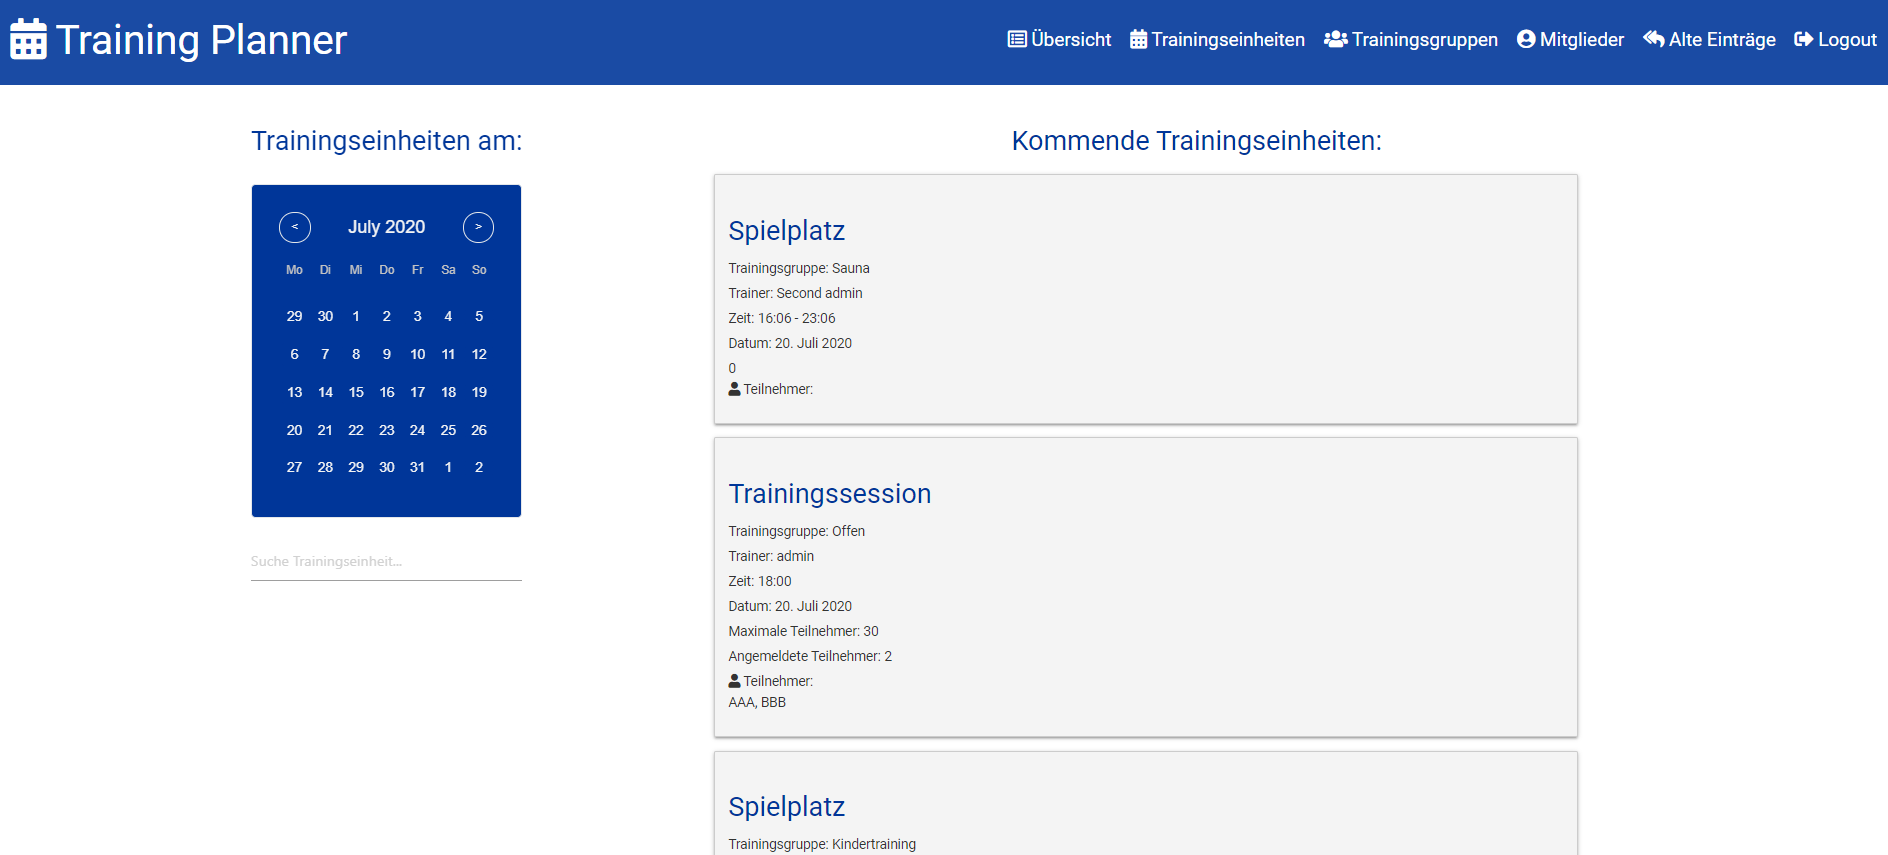 Training Planner
Übersicht Trainingseinheiten Trainingsgruppen Mitglieder Alte Einträge Logout
Trainingseinheiten am:
< July 2020 >
Mo Di Mi Do Fr Sa So
29 30 1 2 3 4 5
6 7 8 9 10 11 12
13 14 15 16 17 18 19
20 21 22 23 24 25 26
27 28 29 30 31 1 2
Suche Trainingseinheit...
Kommende Trainingseinheiten:
Spielplatz
Trainingsgruppe: Sauna
Trainer: Second admin
Zeit: 16:06 - 23:06
Datum: 20. Juli 2020
0
Teilnehmer:
Trainingssession
Trainingsgruppe: Offen
Trainer: admin
Zeit: 18:00
Datum: 20. Juli 2020
Maximale Teilnehmer: 30
Angemeldete Teilnehmer: 2
Teilnehmer:
AAA, BBB
Spielplatz
Trainingsgruppe: Kindertraining